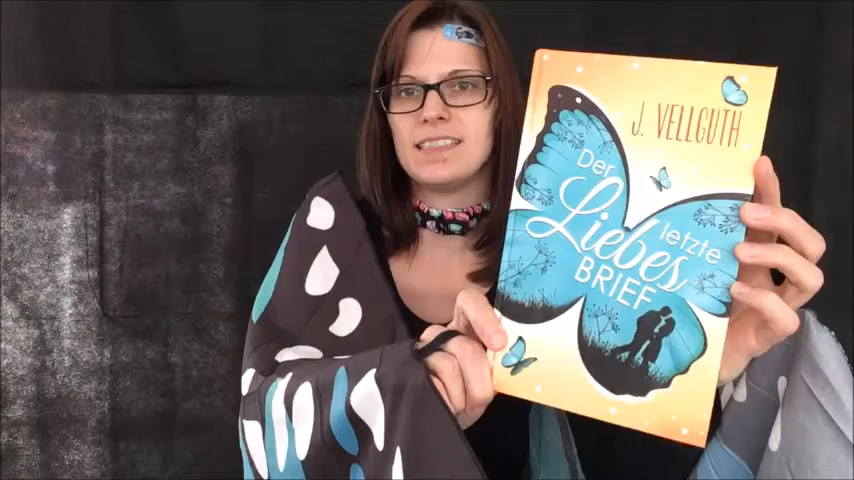 J. VELLGUTH
Der
letzte
Liebes
BRIEF